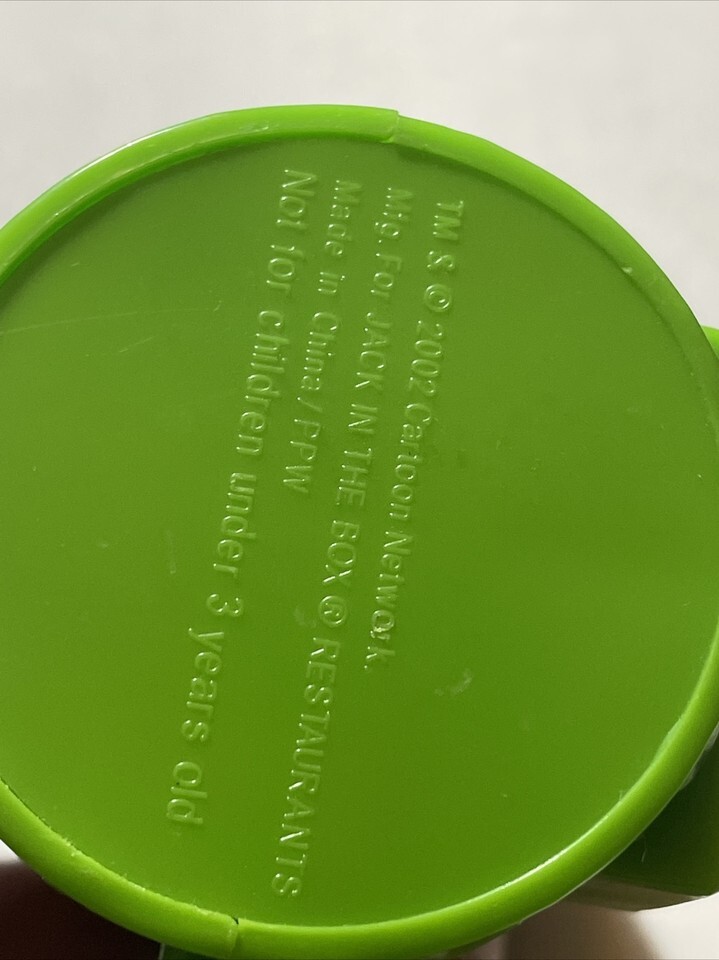 TM & © 2002 Cartoon Network.
Mfg. For JACK IN THE BOX ® RESTAURANTS
Made in China / PPW
Not for children under 3 years old